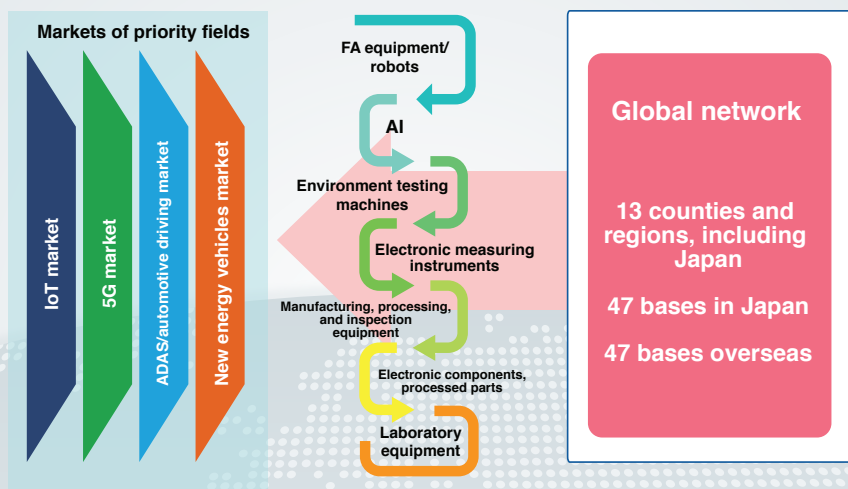 Markets of priority fields
IoT market
5G market
ADAS/automotive driving market
New energy vehicles market
FA equipment/
robots
AI
Environment testing
machines
Electronic measuring
instruments
Manufacturing, processing,
and inspection
equipment
Electronic components,
processed parts
Laboratory
equipment
Global network
13 counties and
regions, including
Japan
47 bases in Japan
47 bases overseas